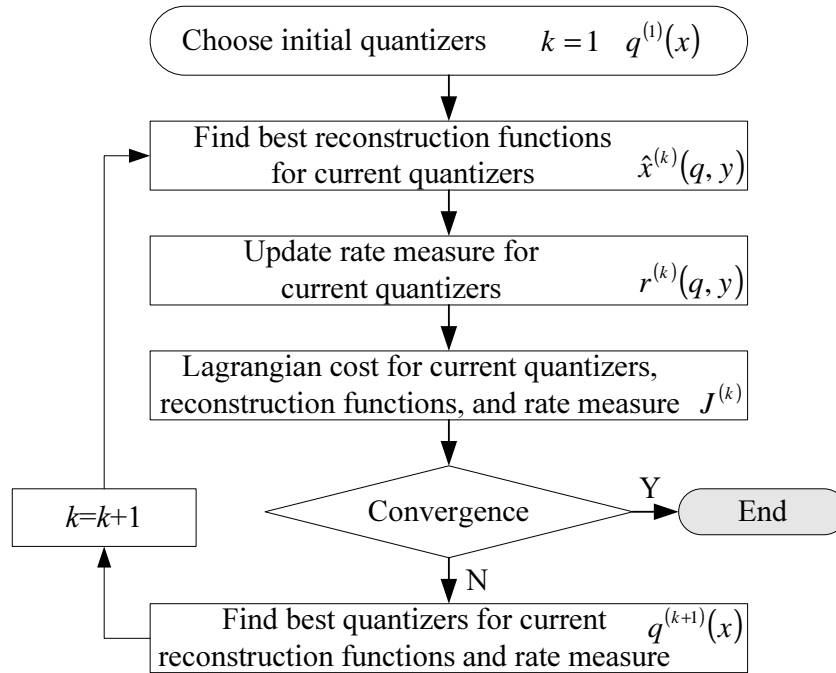 Choose initial quantizers k = 1 q^(1)(x)
Find best reconstruction functions
for current quantizers x̂^(k)(q, y)
Update rate measure for
current quantizers r^(k)(q, y)
Lagrangian cost for current quantizers,
reconstruction functions, and rate measure J^(k)
Convergence
Y
End
N
k=k+1
Find best quantizers for current q^(k+1)(x)
reconstruction functions and rate measure